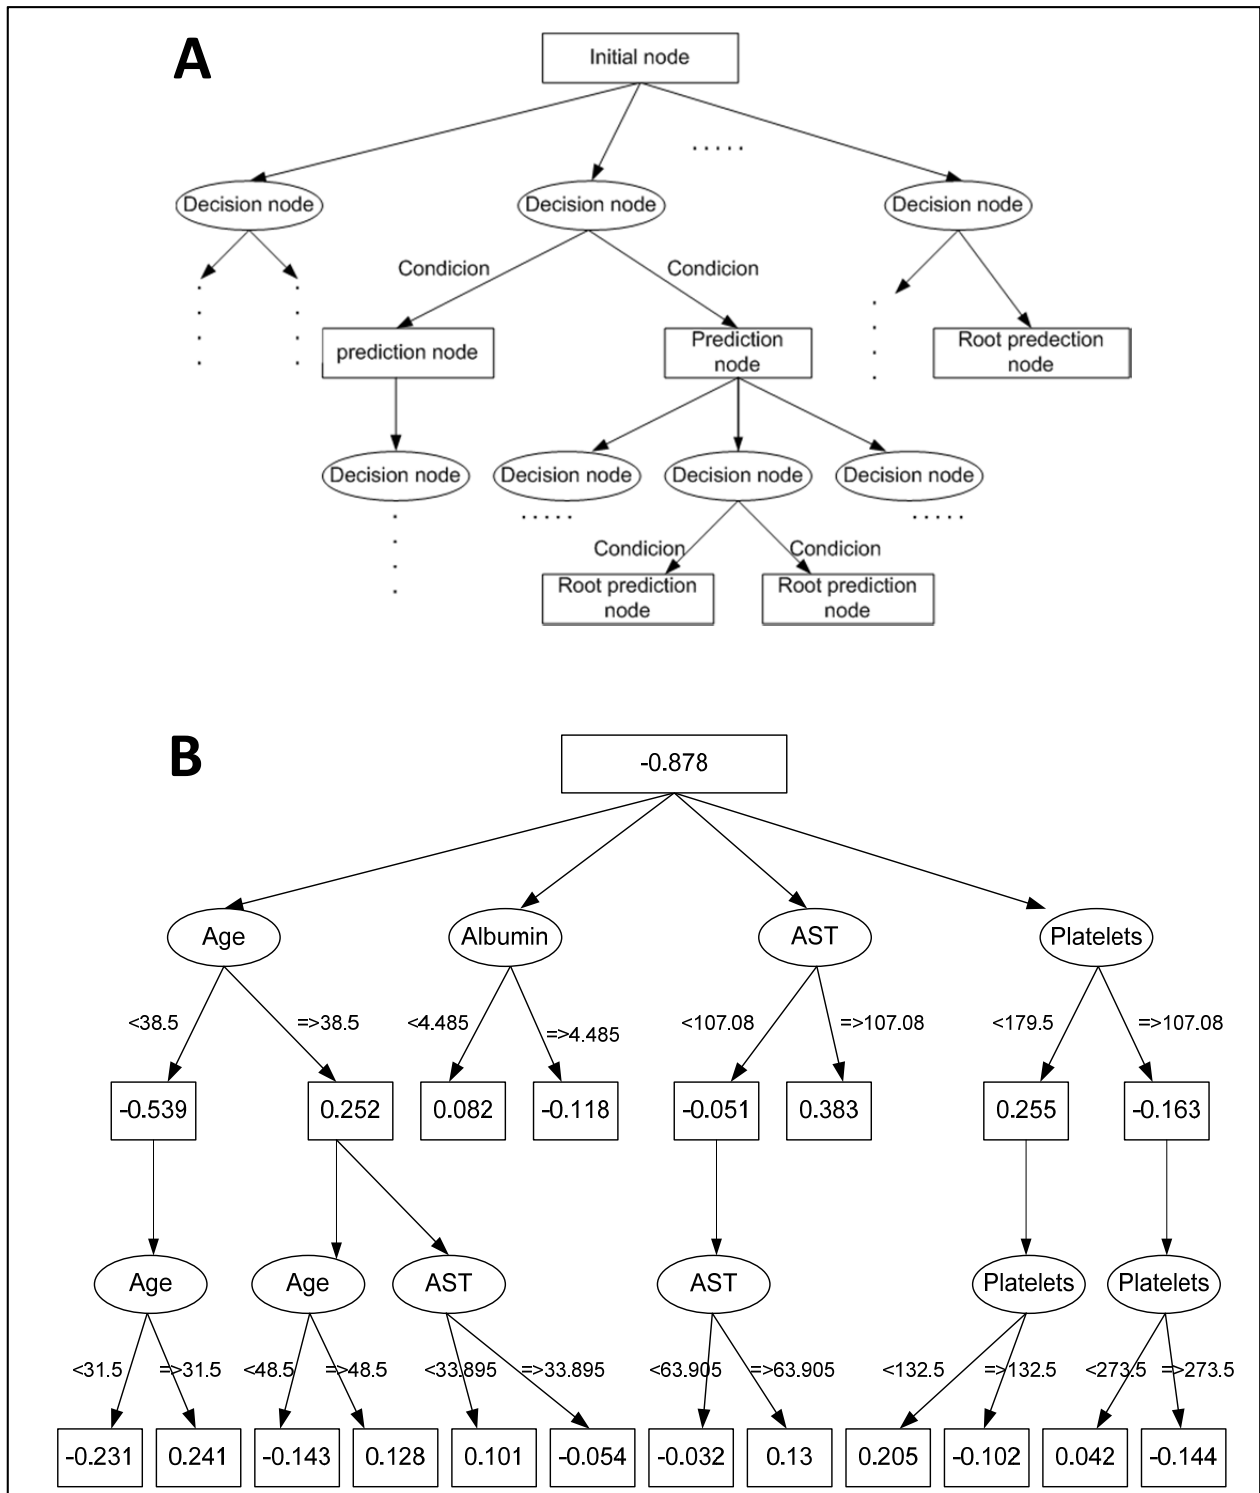 A
Initial node
.....
Decision node
Decision node
Decision node
Condicion
Condicion
prediction node
Prediction
node
Root predection
node
Decision node
Decision node
Decision node
Decision node
.....
.....
Condicion
Condicion
Root prediction
node
Root prediction
node
B
-0.878
Age
Albumin
AST
Platelets
<38.5
=>38.5
<4.485
=>4.485
<107.08
=>107.08
<179.5
=>107.08
-0.539
0.252
0.082
-0.118
-0.051
0.383
0.255
-0.163
Age
Age
AST
AST
Platelets
Platelets
<31.5
=>31.5
<48.5
=>48.5
<33.895
=>33.895
<63.905
=>63.905
<132.5
=>132.5
<273.5
=>273.5
-0.231
0.241
-0.143
0.128
0.101
-0.054
-0.032
0.13
0.205
-0.102
0.042
-0.144